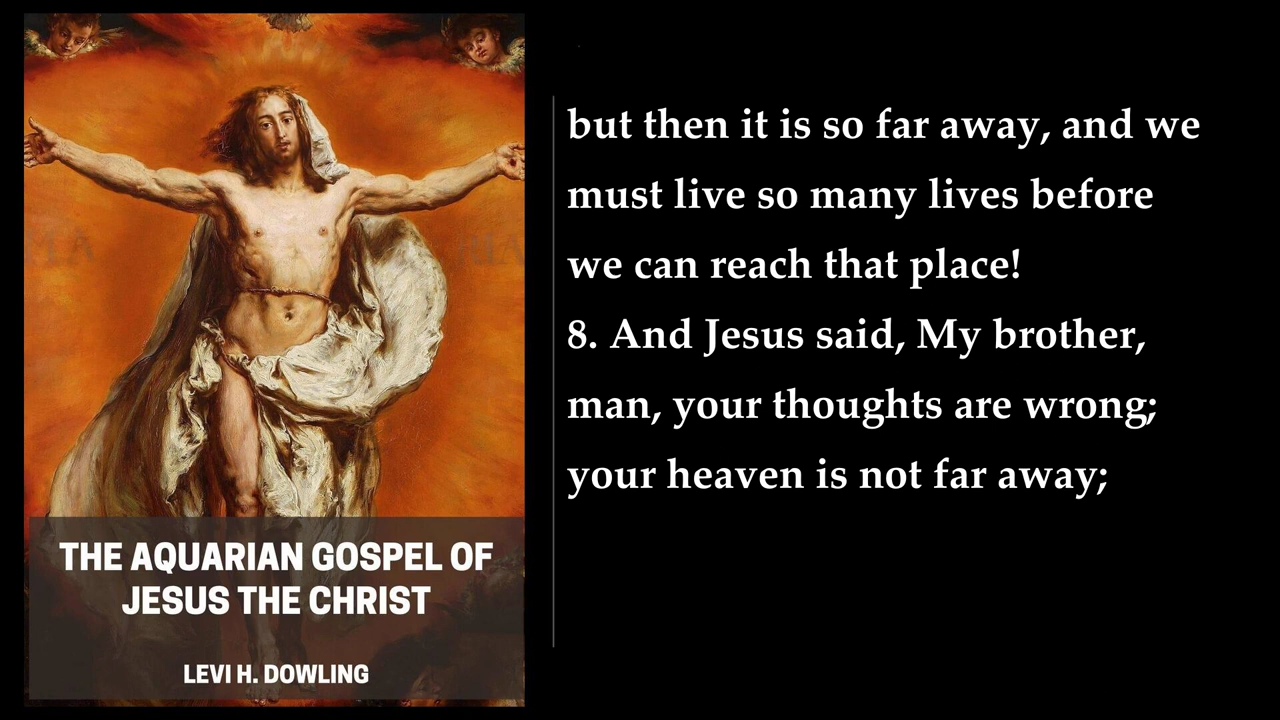 THE AQUARIAN GOSPEL OF
JESUS THE CHRIST
LEVI H. DOWLING
but then it is so far away, and we
must live so many lives before
we can reach that place!
8. And Jesus said, My brother,
man, your thoughts are wrong;
your heaven is not far away;